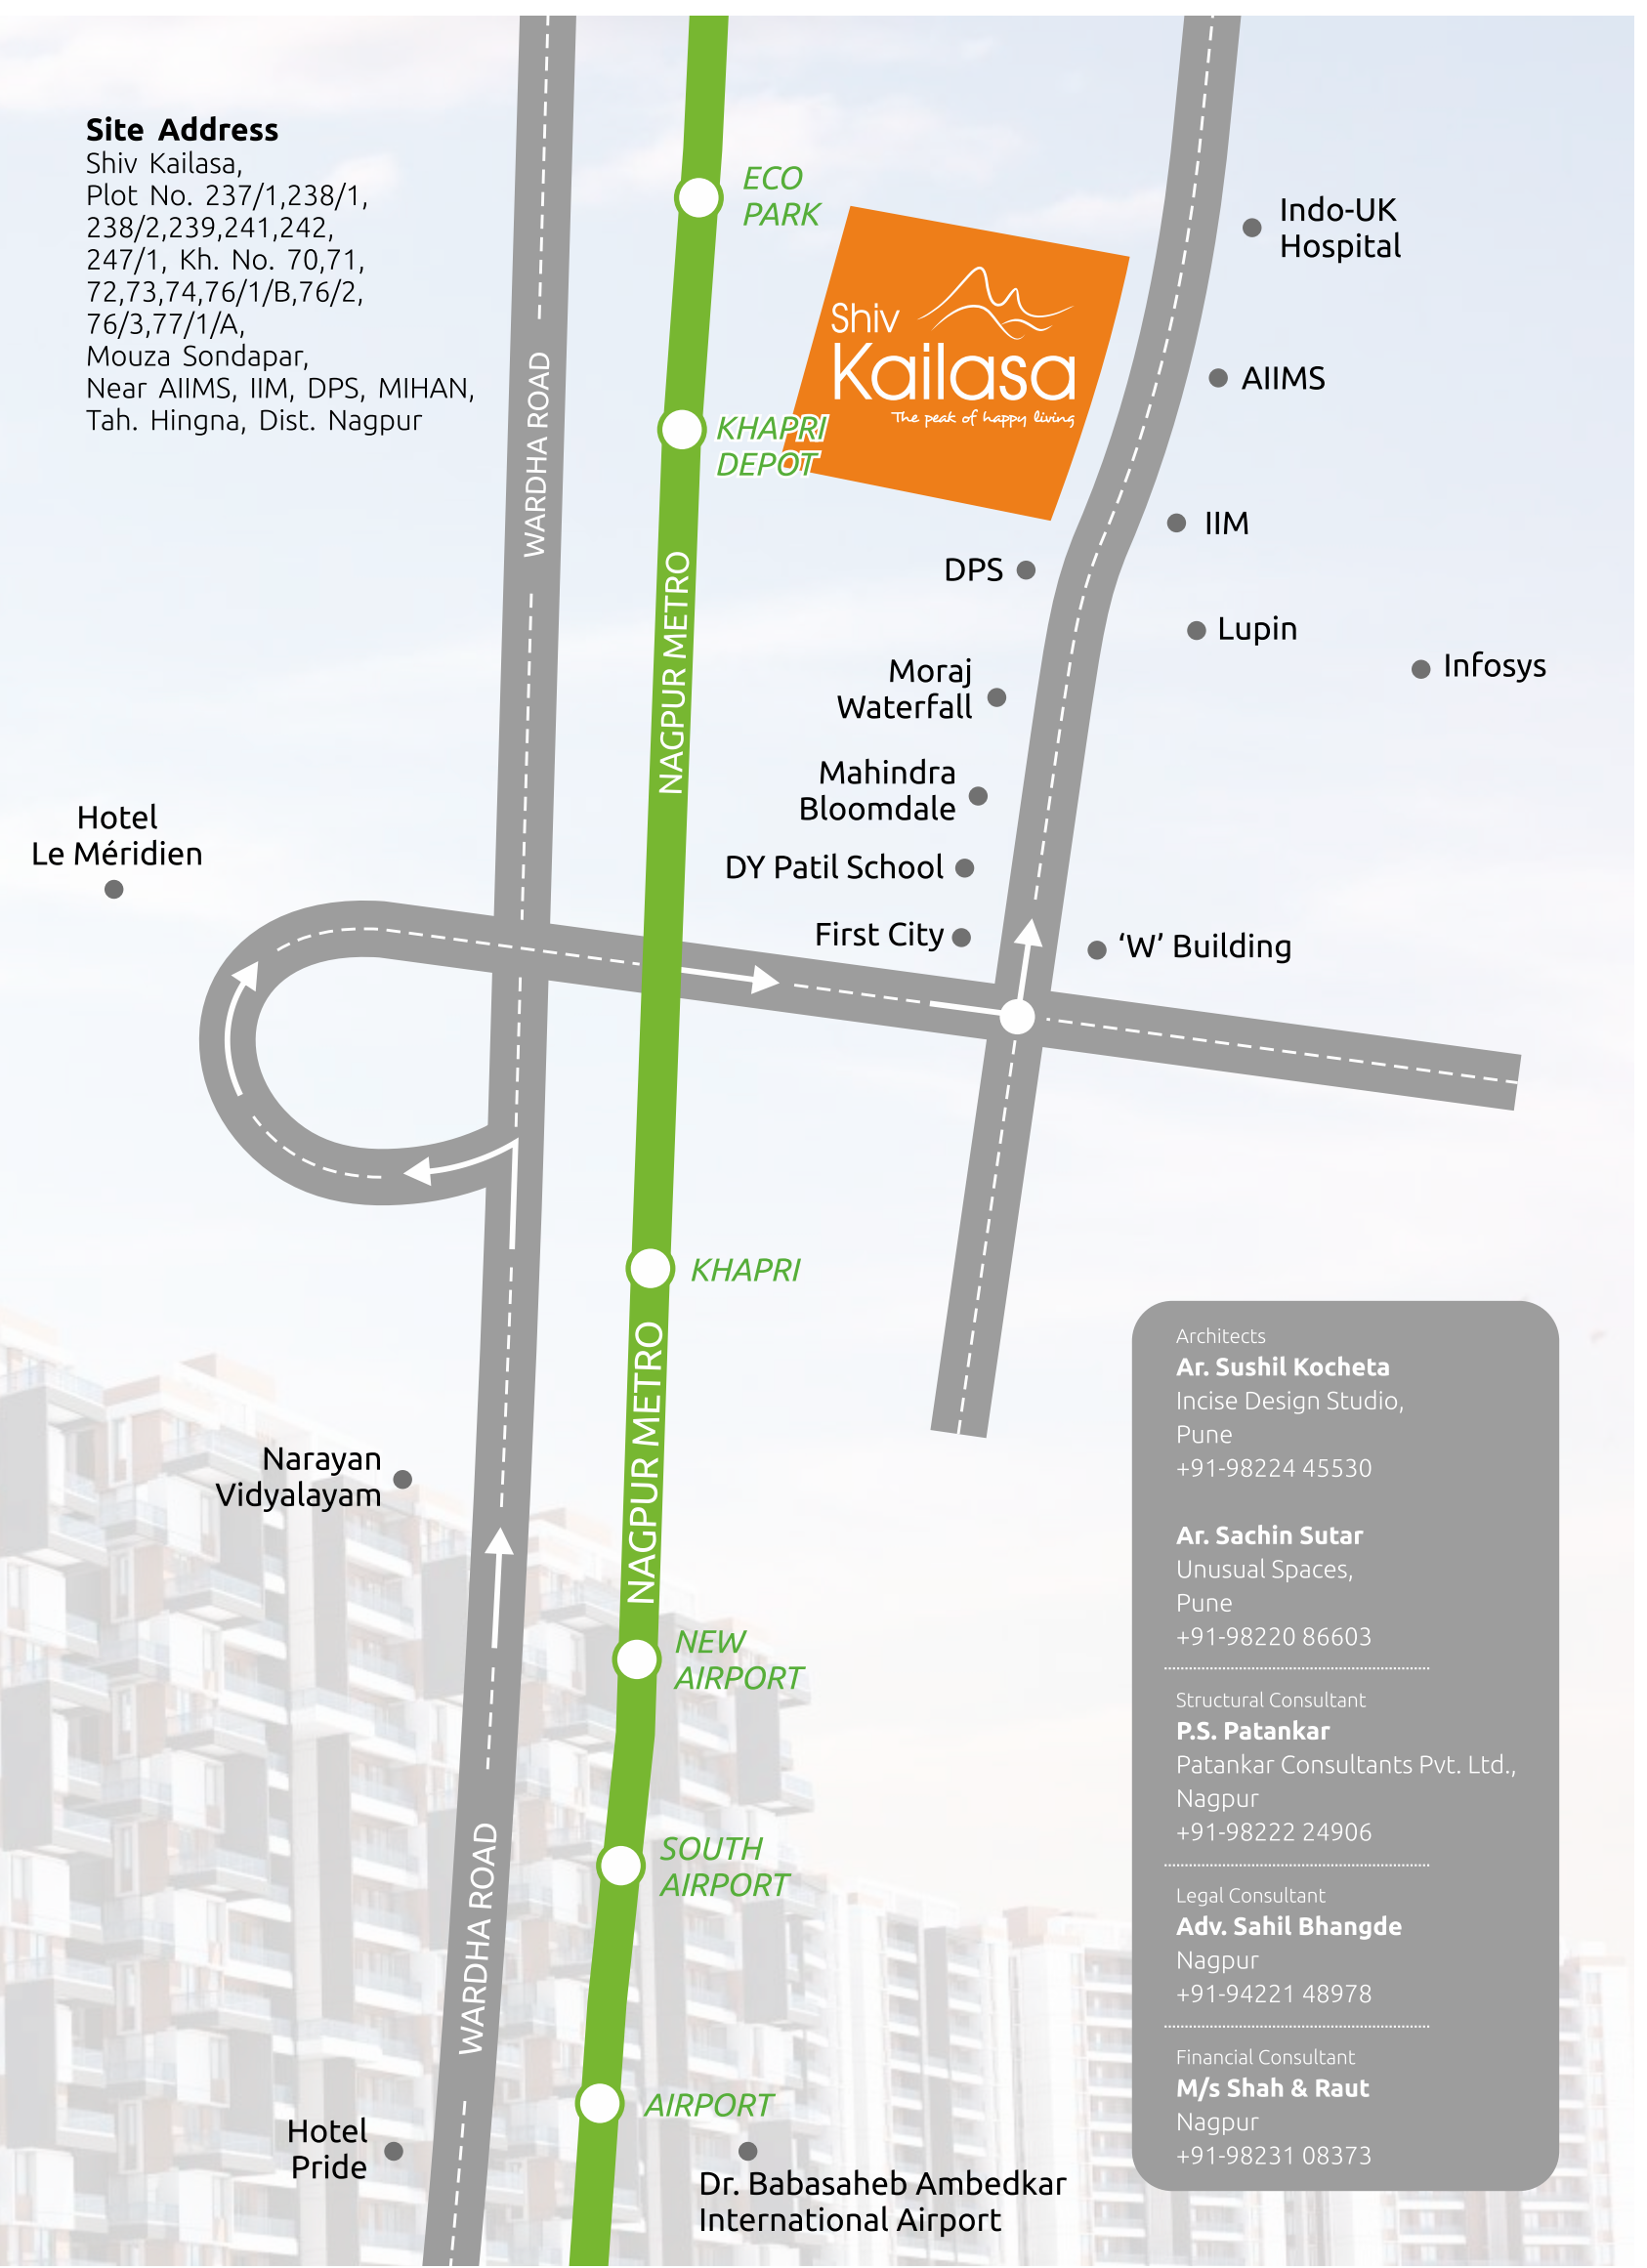 Site Address
Shiv Kailasa,
Plot No. 237/1,238/1,
238/2,239,241,242,
247/1, Kh. No. 70,71,
72,73,74,76/1/B,76/2,
76/3,77/1/A,
Mouza Sondapar,
Near AIIMS, IIM, DPS, MIHAN,
Tah. Hingna, Dist. Nagpur
WARDHA ROAD
ECO
PARK
KHAPRI
DEPOT
NAGPUR METRO
Shiv
Kailasa
The peak of happy living
Indo-UK
Hospital
AIIMS
IIM
DPS
Lupin
Infosys
Moraj
Waterfall
Mahindra
Bloomdale
DY Patil School
First City
‘W’ Building
Hotel
Le Méridien
KHAPRI
NAGPUR METRO
Narayan
Vidyalayam
NEW
AIRPORT
SOUTH
AIRPORT
WARDHA ROAD
AIRPORT
Hotel
Pride
Dr. Babasaheb Ambedkar
International Airport
Architects
Ar. Sushil Kocheta
Incise Design Studio,
Pune
+91-98224 45530
Ar. Sachin Sutar
Unusual Spaces,
Pune
+91-98220 86603
Structural Consultant
P.S. Patankar
Patankar Consultants Pvt. Ltd.,
Nagpur
+91-98222 24906
Legal Consultant
Adv. Sahil Bhangde
Nagpur
+91-94221 48978
Financial Consultant
M/s Shah & Raut
Nagpur
+91-98231 08373